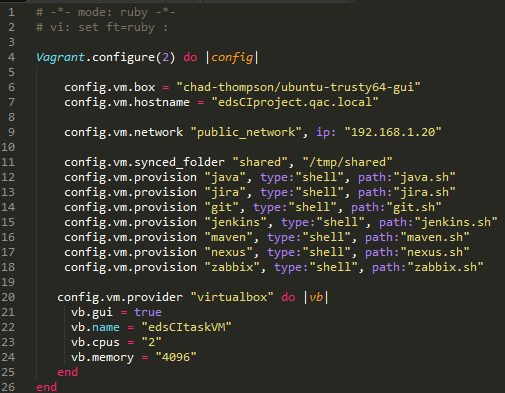 1 # -*- mode: ruby -*-
2 # vi: set ft=ruby :
3
4 Vagrant.configure(2) do |config|
5
6     config.vm.box = "chad-thompson/ubuntu-trusty64-gui"
7     config.vm.hostname = "edsCIproject.qac.local"
8
9     config.vm.network "public_network", ip: "192.168.1.20"
10
11     config.vm.synced_folder "shared", "/tmp/shared"
12     config.vm.provision "java", type:"shell", path:"java.sh"
13     config.vm.provision "jira", type:"shell", path:"jira.sh"
14     config.vm.provision "git", type:"shell", path:"git.sh"
15     config.vm.provision "jenkins", type:"shell", path:"jenkins.sh"
16     config.vm.provision "maven", type:"shell", path:"maven.sh"
17     config.vm.provision "nexus", type:"shell", path:"nexus.sh"
18     config.vm.provision "zabbix", type:"shell", path:"zabbix.sh"
19
20    config.vm.provider "virtualbox" do |vb|
21      vb.gui = true
22      vb.name = "edsCItaskVM"
23      vb.cpus = "2"
24      vb.memory = "4096"
25    end
26 end